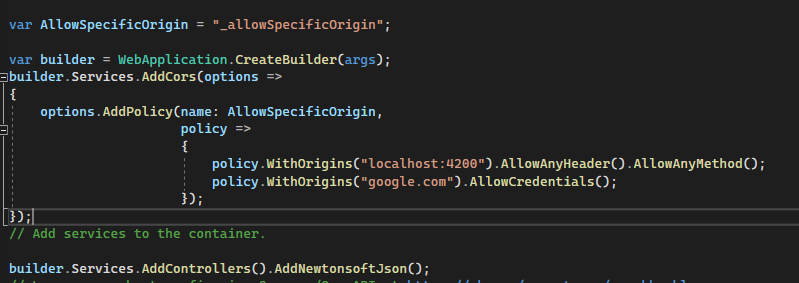 var AllowSpecificOrigin = "_allowSpecificOrigin";
var builder = WebApplication.CreateBuilder(args);
builder.Services.AddCors(options =>
{
options.AddPolicy(name: AllowSpecificOrigin,
policy =>
{
policy.WithOrigins("localhost:4200").AllowAnyHeader().AllowAnyMethod();
policy.WithOrigins("google.com").AllowCredentials();
});
});
// Add services to the container.
builder.Services.AddControllers().AddNewtonsoftJson();